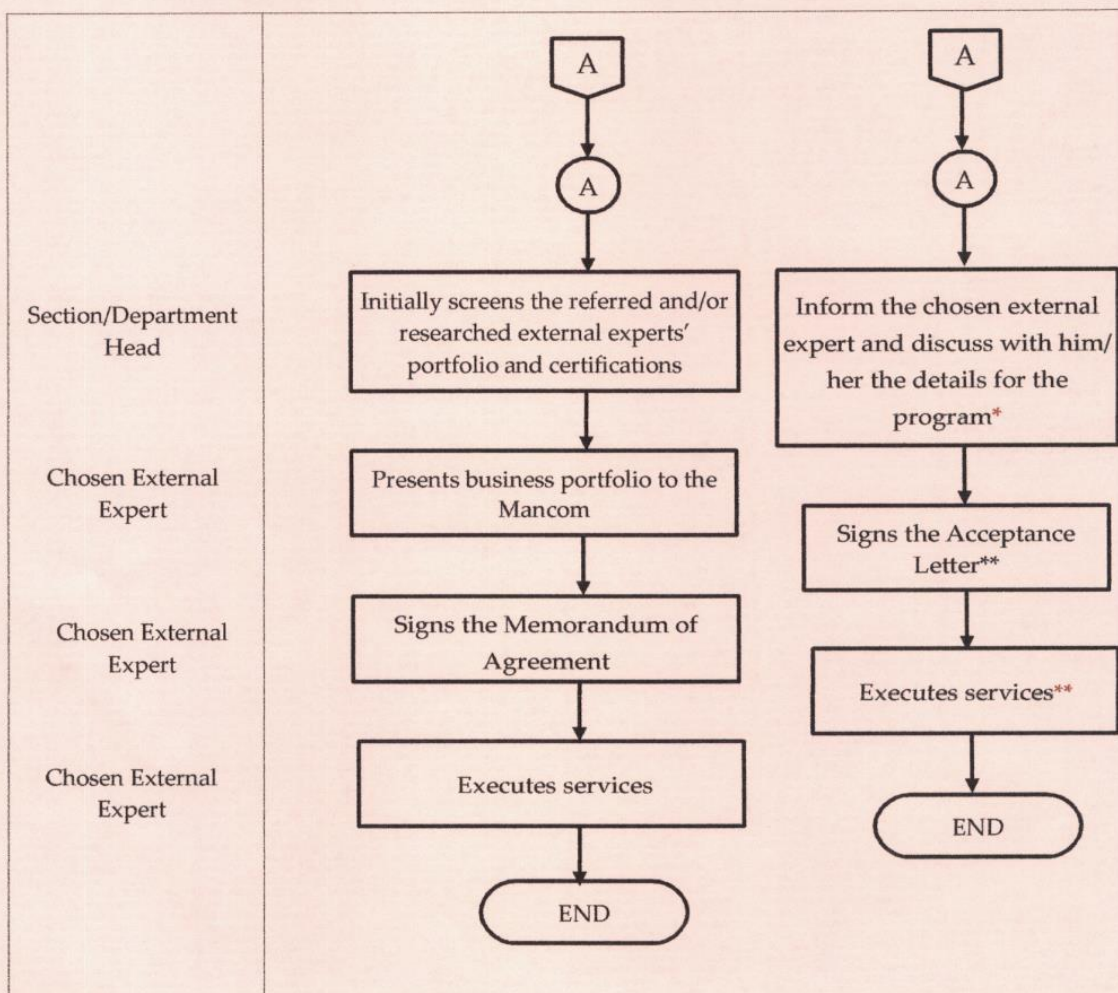 A
A
A
A
Section/Department
Head
Initially screens the referred and/or
researched external experts'
portfolio and certifications
Inform the chosen external
expert and discuss with him/
her the details for the
program*
Chosen External
Expert
Presents business portfolio to the
Mancom
Signs the Acceptance
Letter**
Chosen External
Expert
Signs the Memorandum of
Agreement
Executes services**
Chosen External
Expert
Executes services
END
END